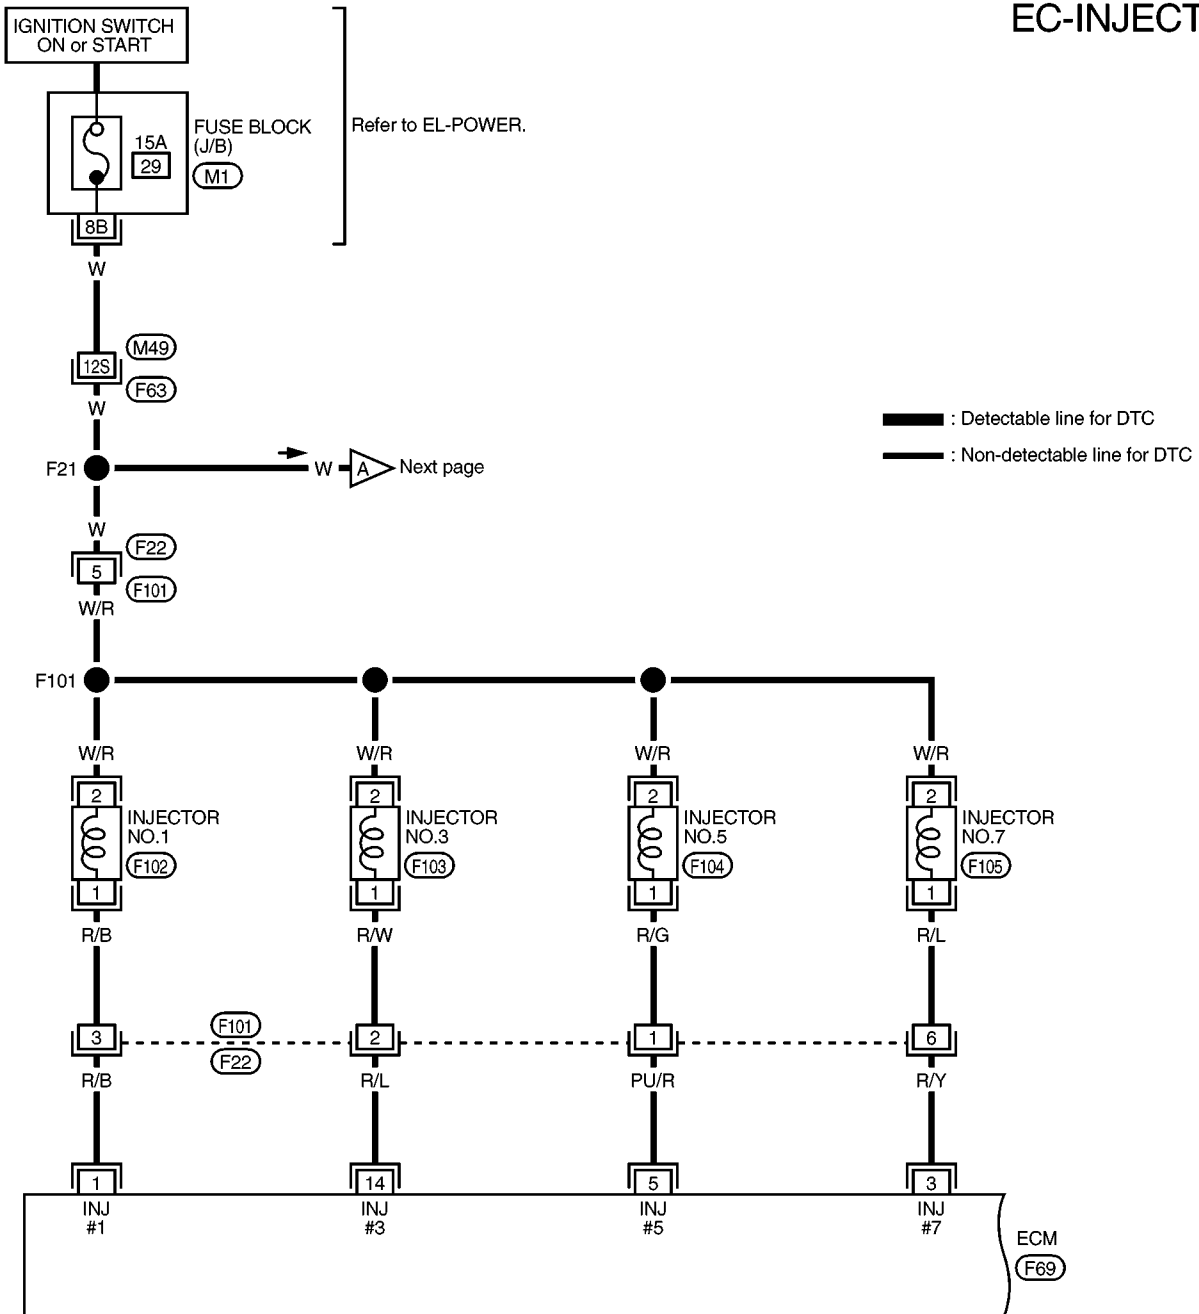 EC-INJECT
IGNITION SWITCH
ON or START
FUSE BLOCK
(J/B)
M1
15A
29
Refer to EL-POWER.
8B
W
M49
12S
F63
W
: Detectable line for DTC
: Non-detectable line for DTC
F21
W
A
Next page
W
F22
5
F101
W/R
F101
W/R
W/R
W/R
W/R
2
2
2
2
INJECTOR
NO.1
F102
INJECTOR
NO.3
F103
INJECTOR
NO.5
F104
INJECTOR
NO.7
F105
1
1
1
1
R/B
R/W
R/G
R/L
F101
3
2
1
6
F22
R/B
R/L
PU/R
R/Y
1
14
5
3
INJ
#1
INJ
#3
INJ
#5
INJ
#7
ECM
F69